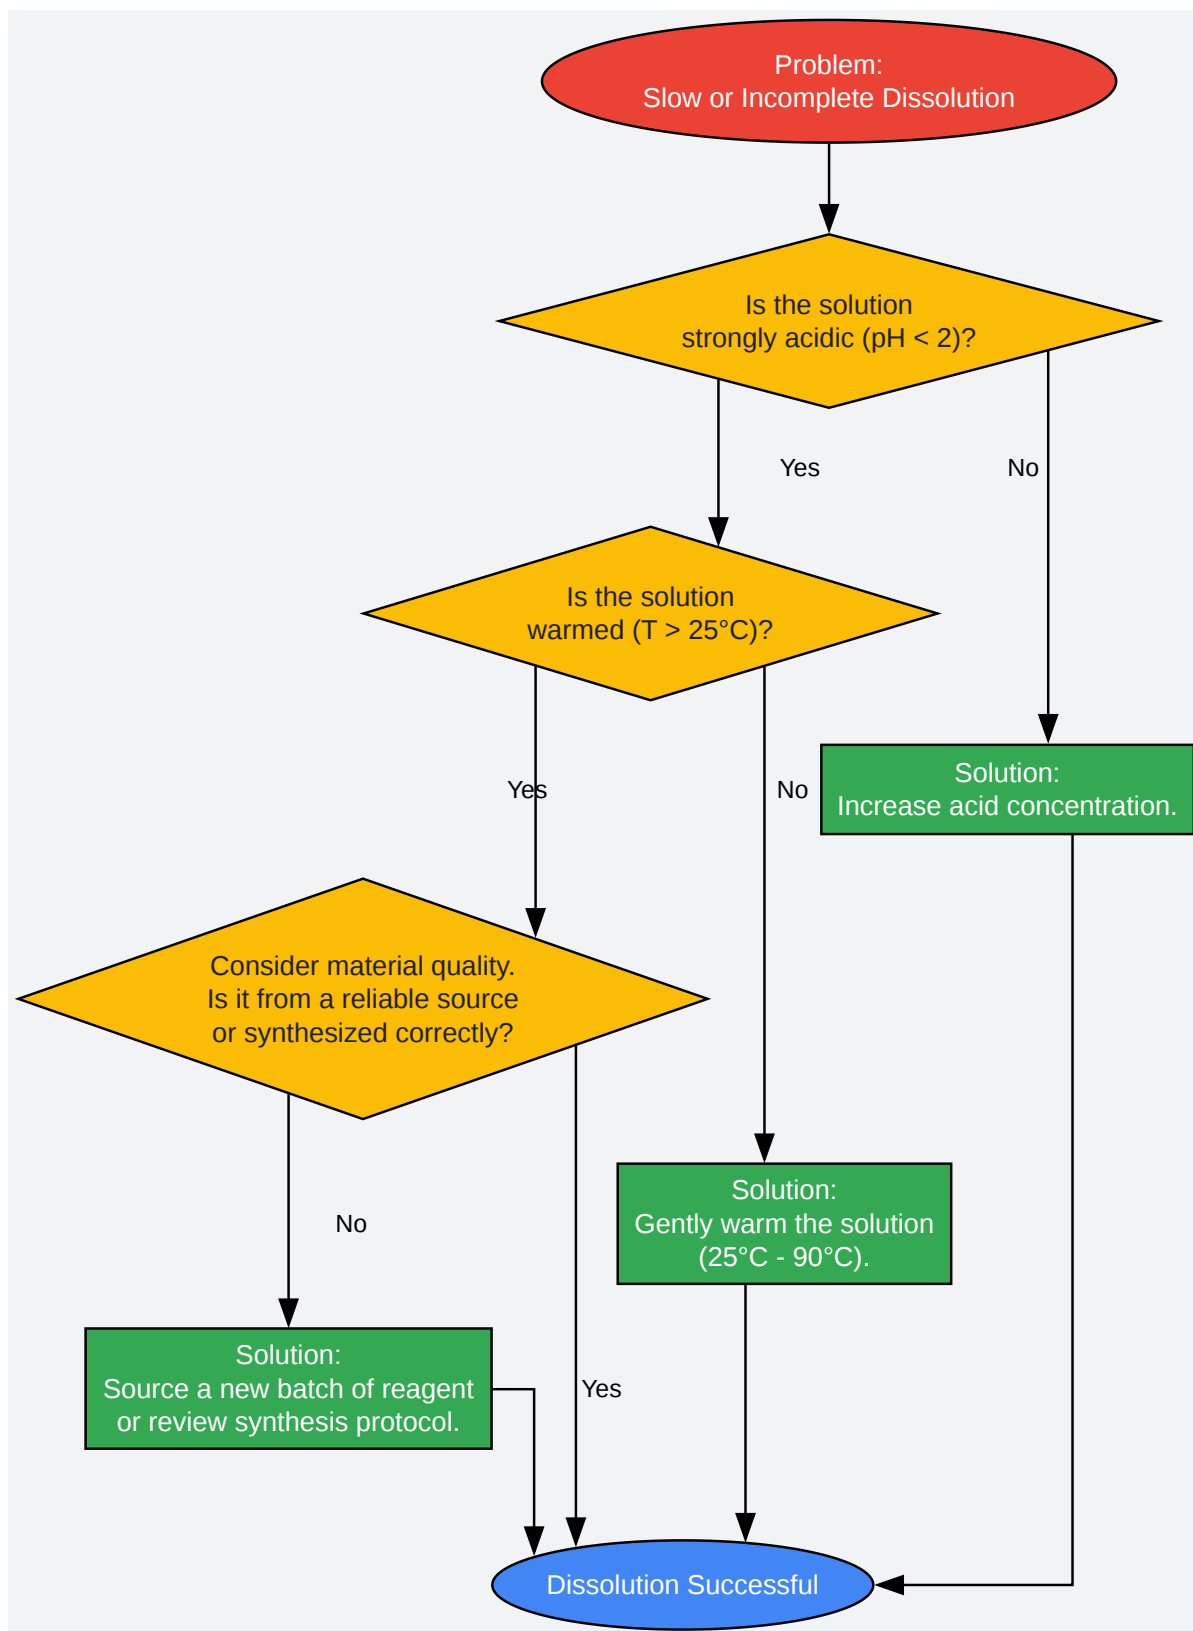 Problem:
Slow or Incomplete Dissolution
Is the solution
strongly acidic (pH < 2)?
Yes
No
Is the solution
warmed (T > 25°C)?
Yes
No
Solution:
Increase acid concentration.
Consider material quality.
Is it from a reliable source
or synthesized correctly?
Solution:
Gently warm the solution
(25°C - 90°C).
No
Solution:
Source a new batch of reagent
or review synthesis protocol.
Yes
Dissolution Successful